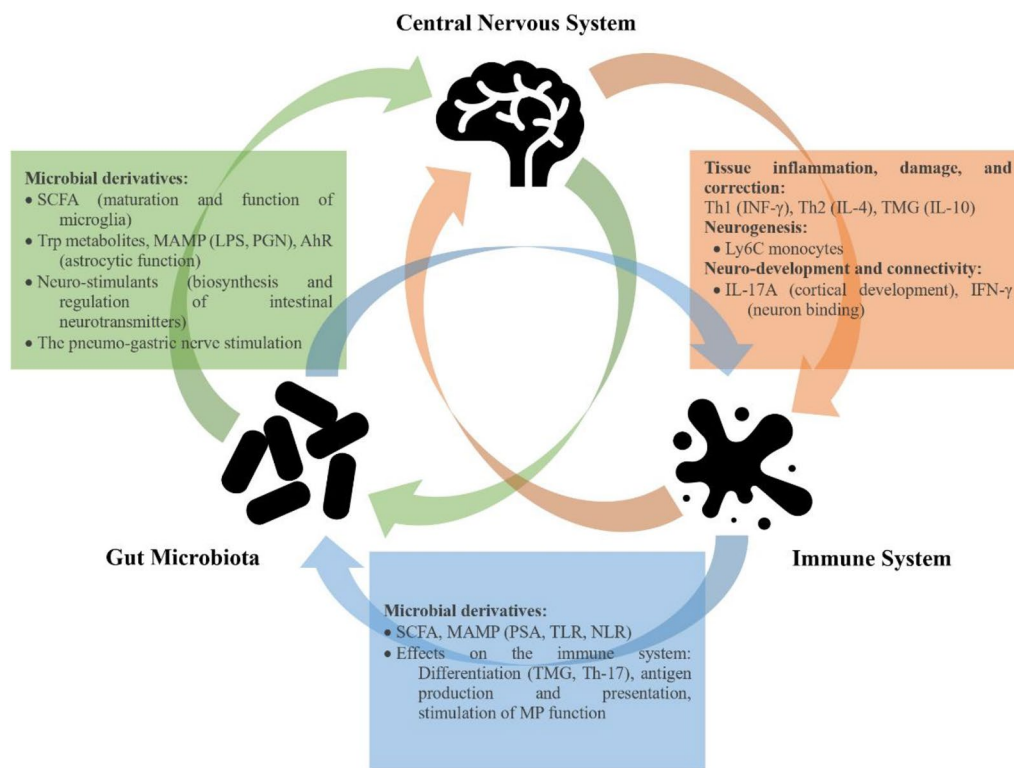 Central Nervous System
Microbial derivatives:
• SCFA (maturation and function of
microglia)
• Trp metabolites, MAMP (LPS, PGN), AhR
(astrocytic function)
• Neuro-stimulants (biosynthesis and
regulation of intestinal
neurotransmitters)
• The pneumo-gastric nerve stimulation
Tissue inflammation, damage, and
correction:
Th1 (INF-γ), Th2 (IL-4), TMG (IL-10)
Neurogenesis:
• Ly6C monocytes
Neuro-development and connectivity:
• IL-17A (cortical development), IFN-γ
(neuron binding)
Gut Microbiota
Immune System
Microbial derivatives:
• SCFA, MAMP (PSA, TLR, NLR)
• Effects on the immune system:
Differentiation (TMG, Th-17), antigen
production and presentation,
stimulation of MP function